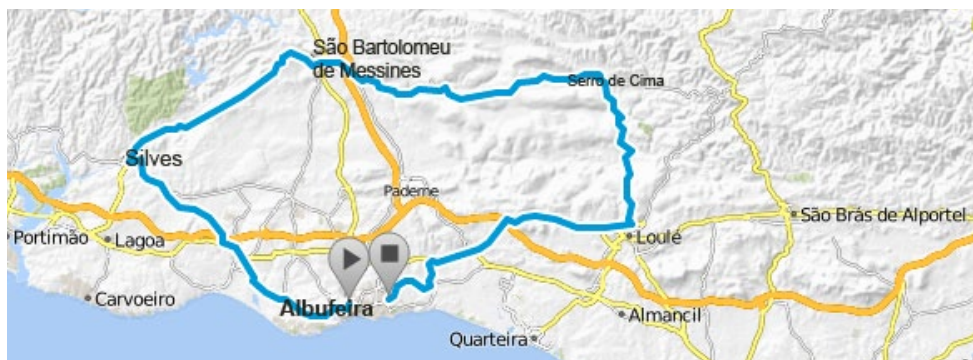 São Bartolomeu
de Messines
Serro de Cima
Silves
Paderne
São Brás de Alportel
Portimão
Lagoa
Loulé
Carvoeiro
Albufeira
Almancil
Quarteira